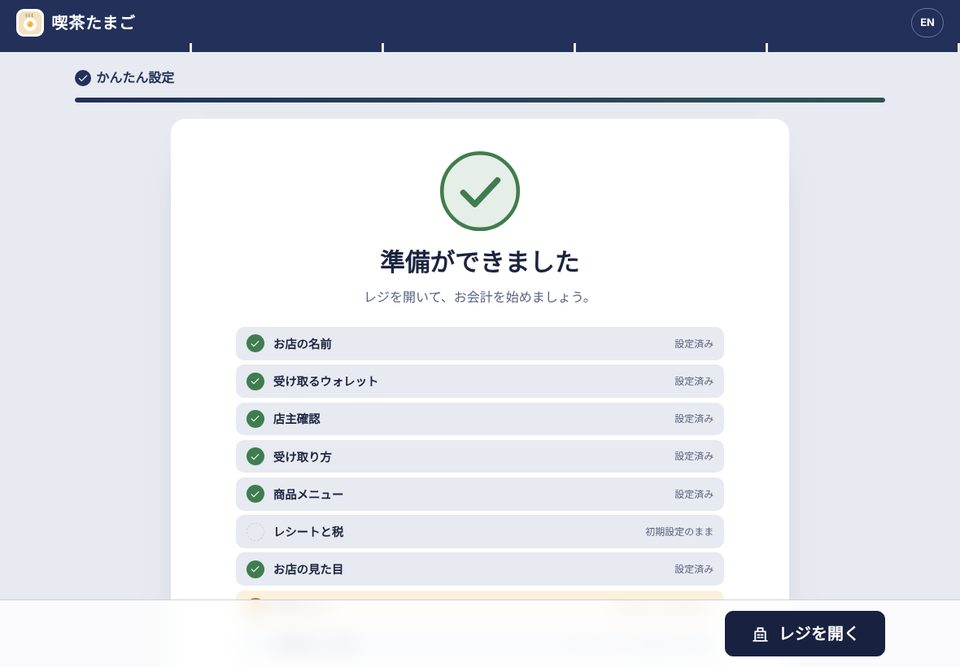 喫茶たまご
EN
かんたん設定
準備ができました
レジを開いて、お会計を始めましょう。
お店の名前 設定済み
受け取るウォレット 設定済み
店主確認 設定済み
受け取り方 設定済み
商品メニュー 設定済み
レシートと税 初期設定のまま
お店の見た目 設定済み
レジを開く